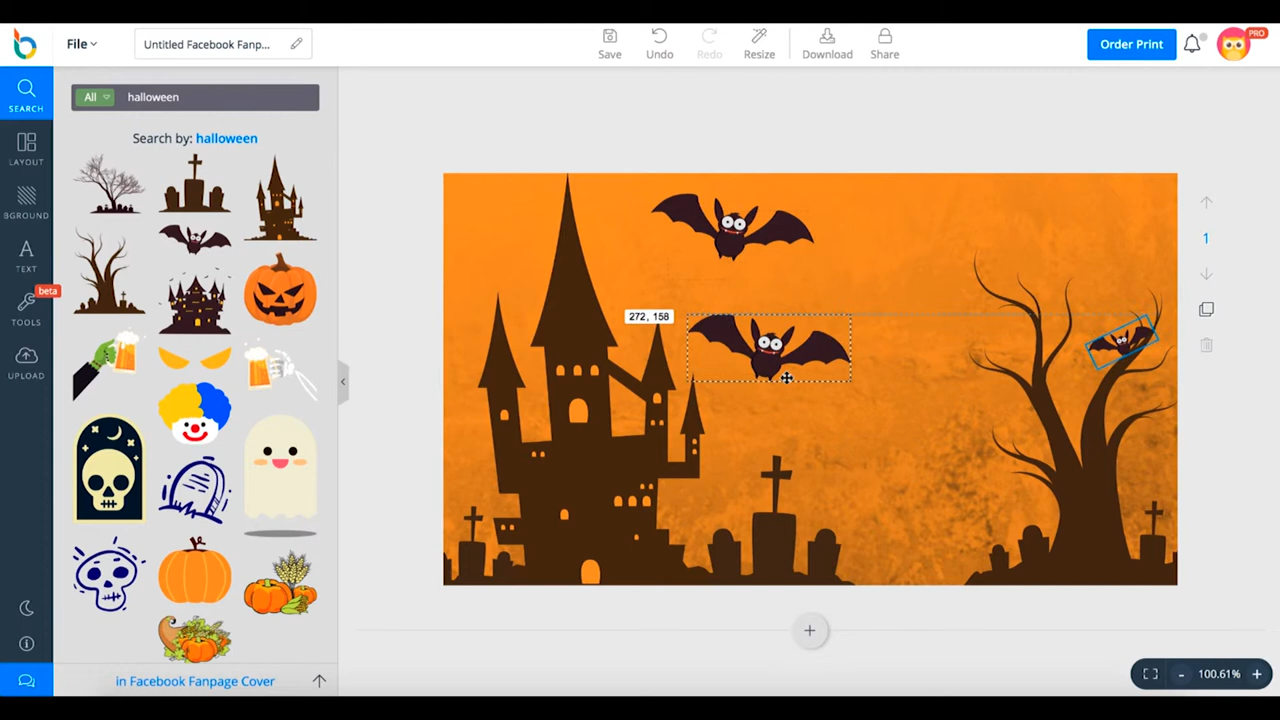 File
Untitled Facebook Fanp...
Save
Undo
Redo
Resize
Download
Share
Order Print
PRO
SEARCH
LAYOUT
BGROUND
TEXT
beta
TOOLS
UPLOAD
All
halloween
Search by: halloween
in Facebook Fanpage Cover
272, 158
1
- 100.61% +